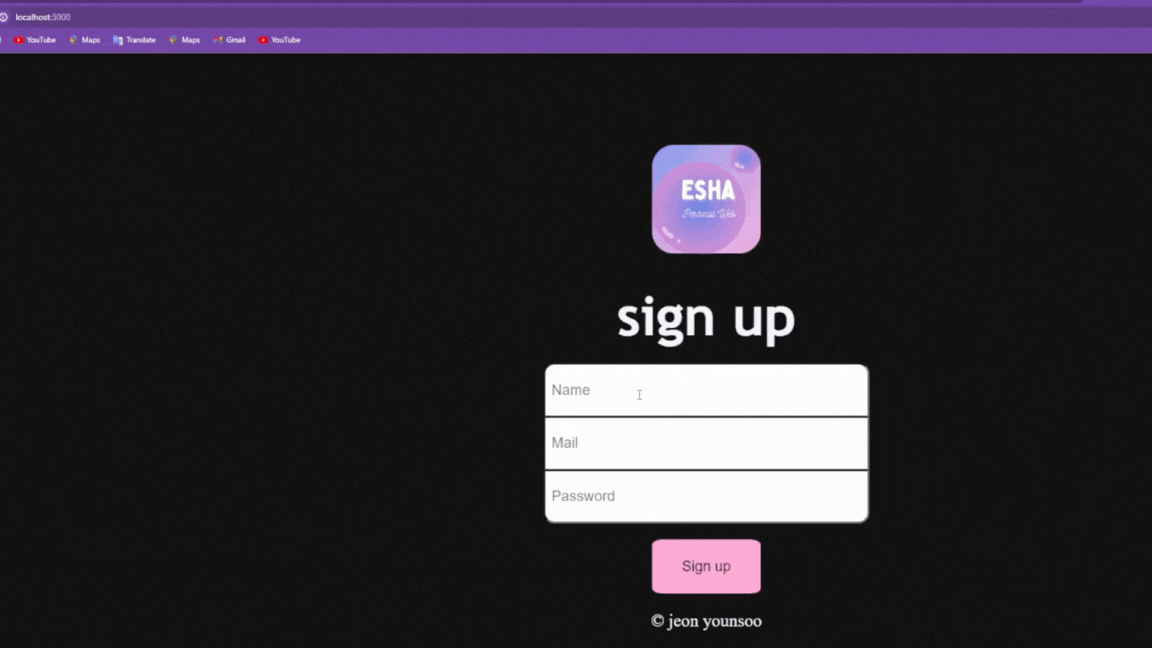 localhost:3000
YouTube Maps Translate Maps Gmail YouTube
ESHA
Personal Web
sign up
Name
Mail
Password
Sign up
© jeon younsoo